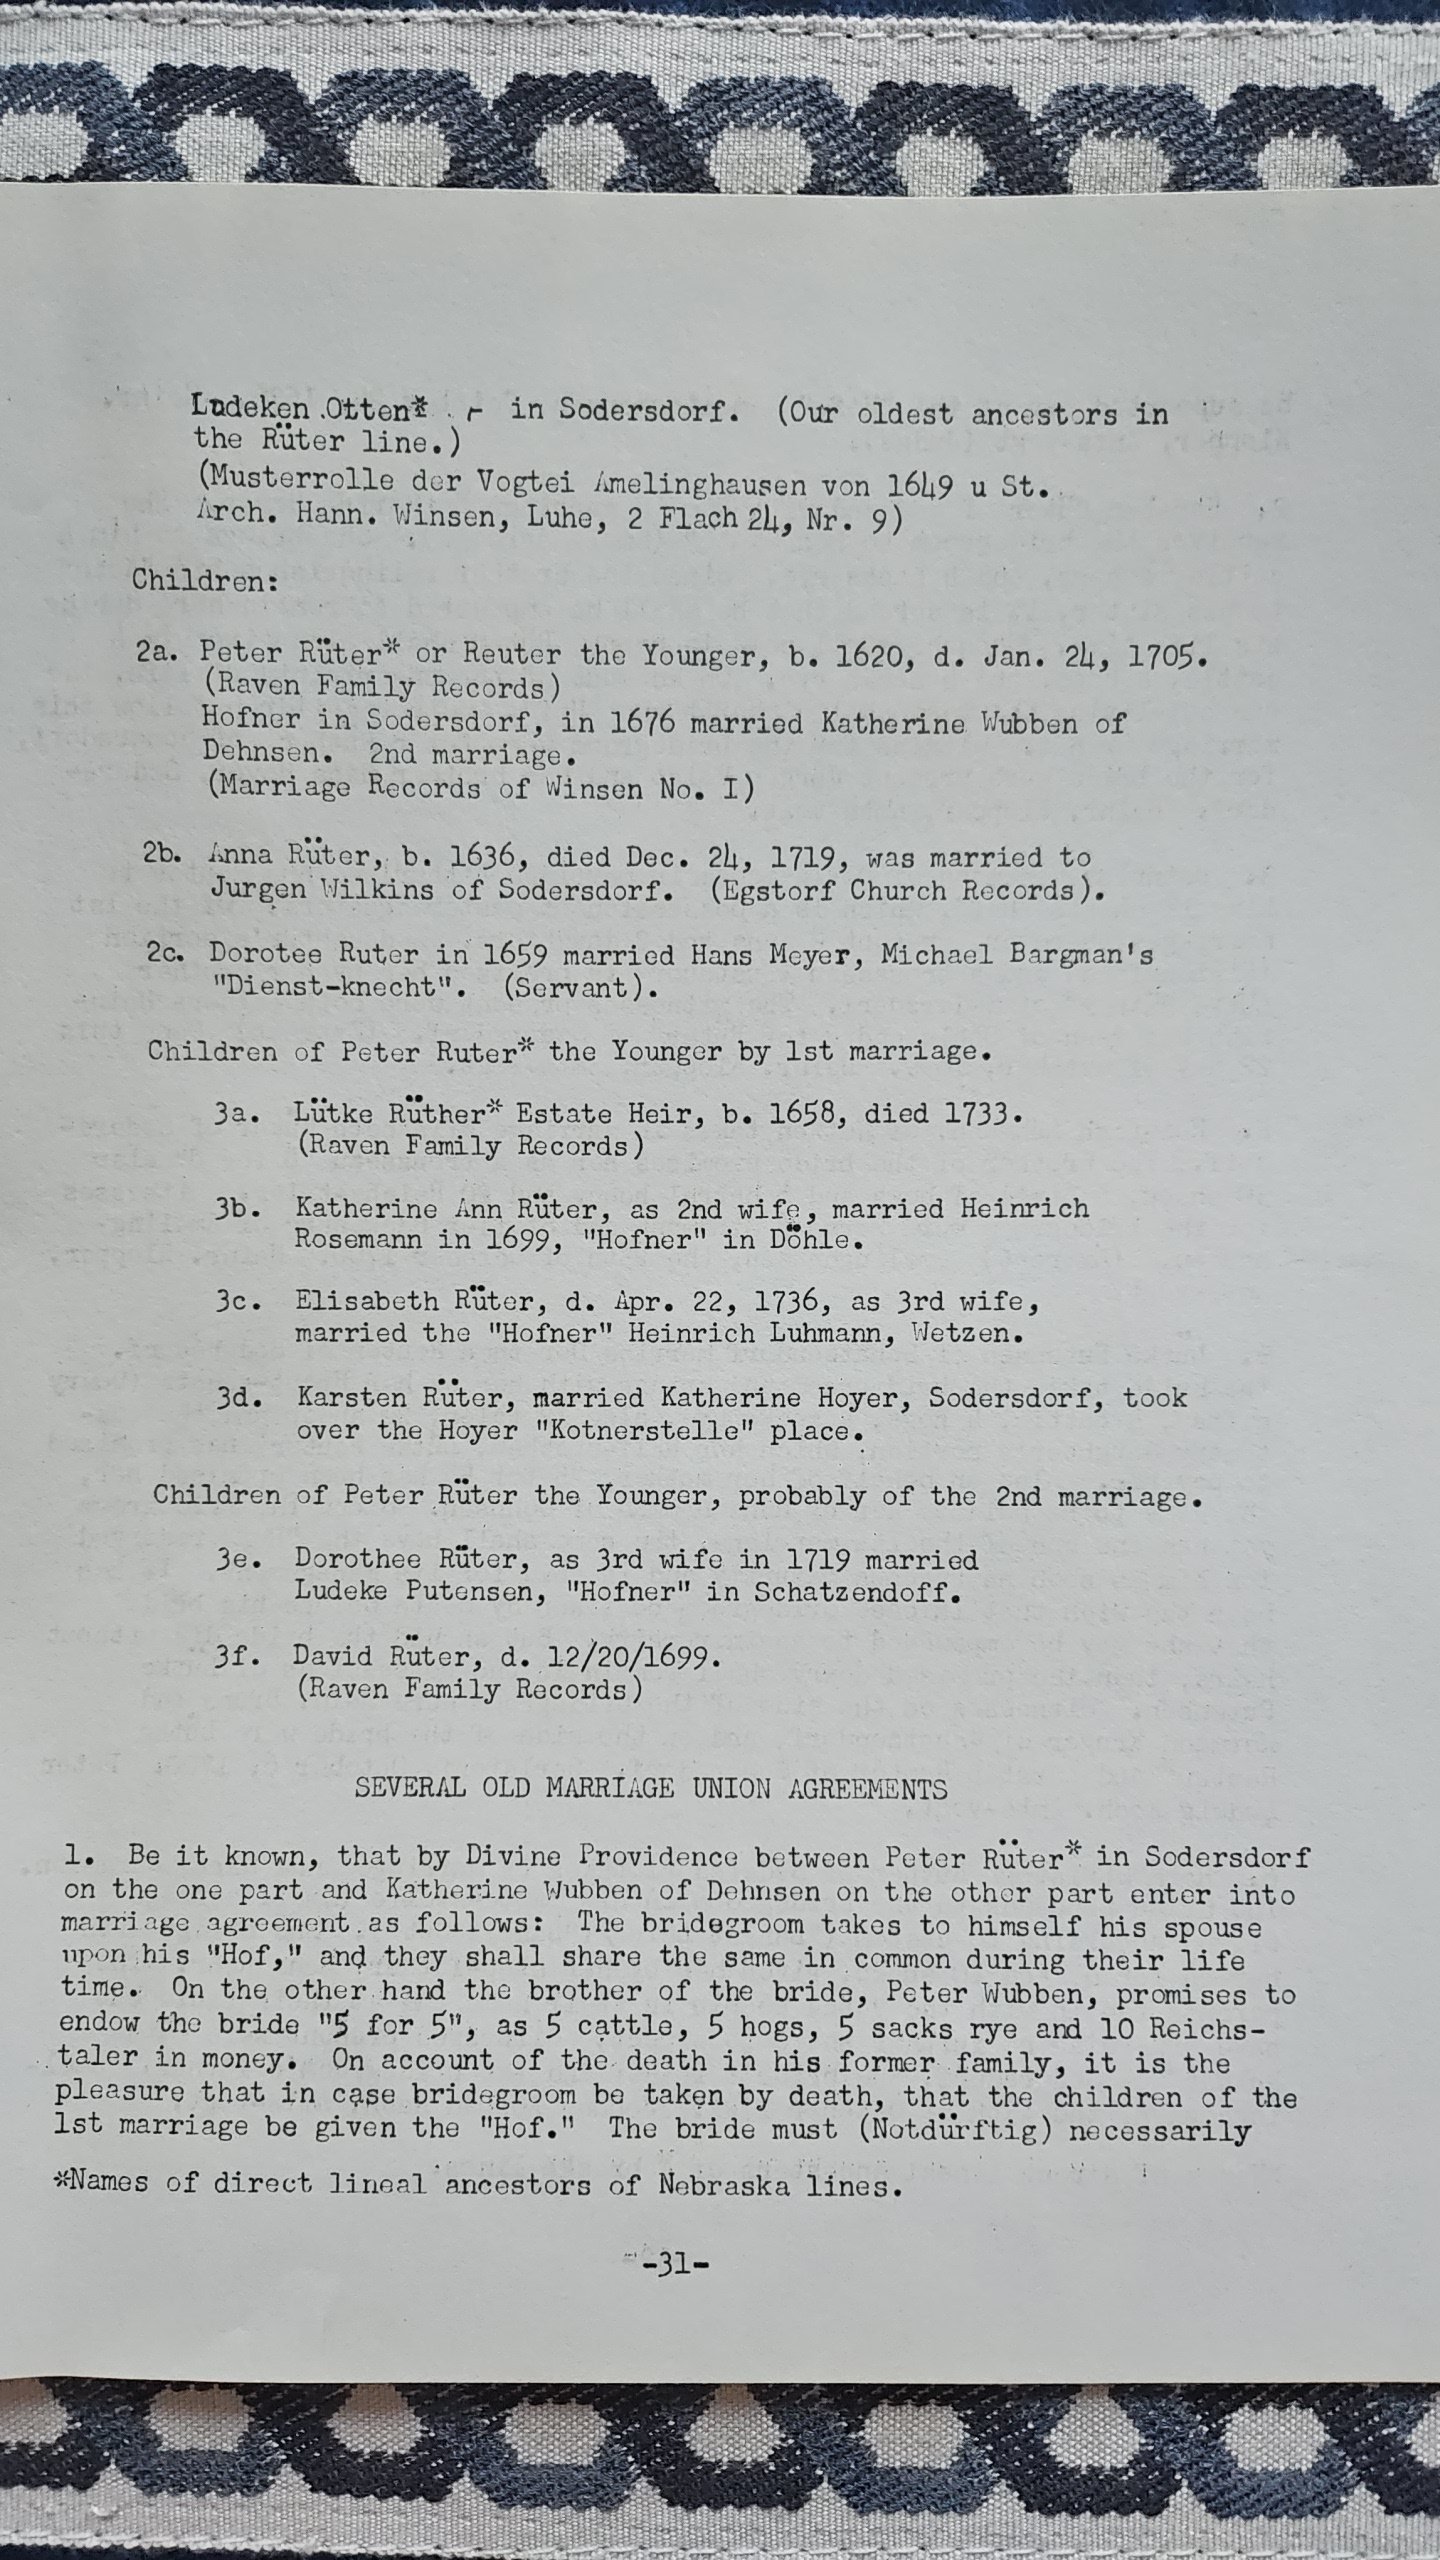 Ludeken Otten* - in Sodersdorf. (Our oldest ancestors in
the Rüter line.)
(Musterrolle der Vogtei Amelinghausen von 1649 u St.
Arch. Hann. Winsen, Luhe, 2 Flach 24, Nr. 9)
Children:
2a. Peter Rüter* or Reuter the Younger, b. 1620, d. Jan. 24, 1705.
(Raven Family Records)
Hofner in Sodersdorf, in 1676 married Katherine Wubben of
Dehnsen. 2nd marriage.
(Marriage Records of Winsen No. I)
2b. Anna Rüter, b. 1636, died Dec. 24, 1719, was married to
Jurgen Wilkins of Sodersdorf. (Egstorf Church Records).
2c. Dorotee Ruter in 1659 married Hans Meyer, Michael Bargman's
"Dienst-knecht". (Servant).
Children of Peter Ruter* the Younger by 1st marriage.
3a. Lütke Rüther* Estate Heir, b. 1658, died 1733.
(Raven Family Records)
3b. Katherine Ann Rüter, as 2nd wife, married Heinrich
Rosemann in 1699, "Hofner" in Döhle.
3c. Elisabeth Rüter, d. Apr. 22, 1736, as 3rd wife,
married the "Hofner" Heinrich Luhmann, Wetzen.
3d. Karsten Rüter, married Katherine Hoyer, Sodersdorf, took
over the Hoyer "Kotnerstelle" place.
Children of Peter Rüter the Younger, probably of the 2nd marriage.
3e. Dorothee Rüter, as 3rd wife in 1719 married
Ludeke Putensen, "Hofner" in Schatzendoff.
3f. David Rüter, d. 12/20/1699.
(Raven Family Records)
SEVERAL OLD MARRIAGE UNION AGREEMENTS
1. Be it known, that by Divine Providence between Peter Rüter* in Sodersdorf
on the one part and Katherine Wubben of Dehnsen on the other part enter into
marriage agreement as follows: The bridegroom takes to himself his spouse
upon his "Hof," and they shall share the same in common during their life
time. On the other hand the brother of the bride, Peter Wubben, promises to
endow the bride "5 for 5", as 5 cattle, 5 hogs, 5 sacks rye and 10 Reichs-
taler in money. On account of the death in his former family, it is the
pleasure that in case bridegroom be taken by death, that the children of the
1st marriage be given the "Hof." The bride must (Notdürftig) necessarily
*Names of direct lineal ancestors of Nebraska lines.
-31-